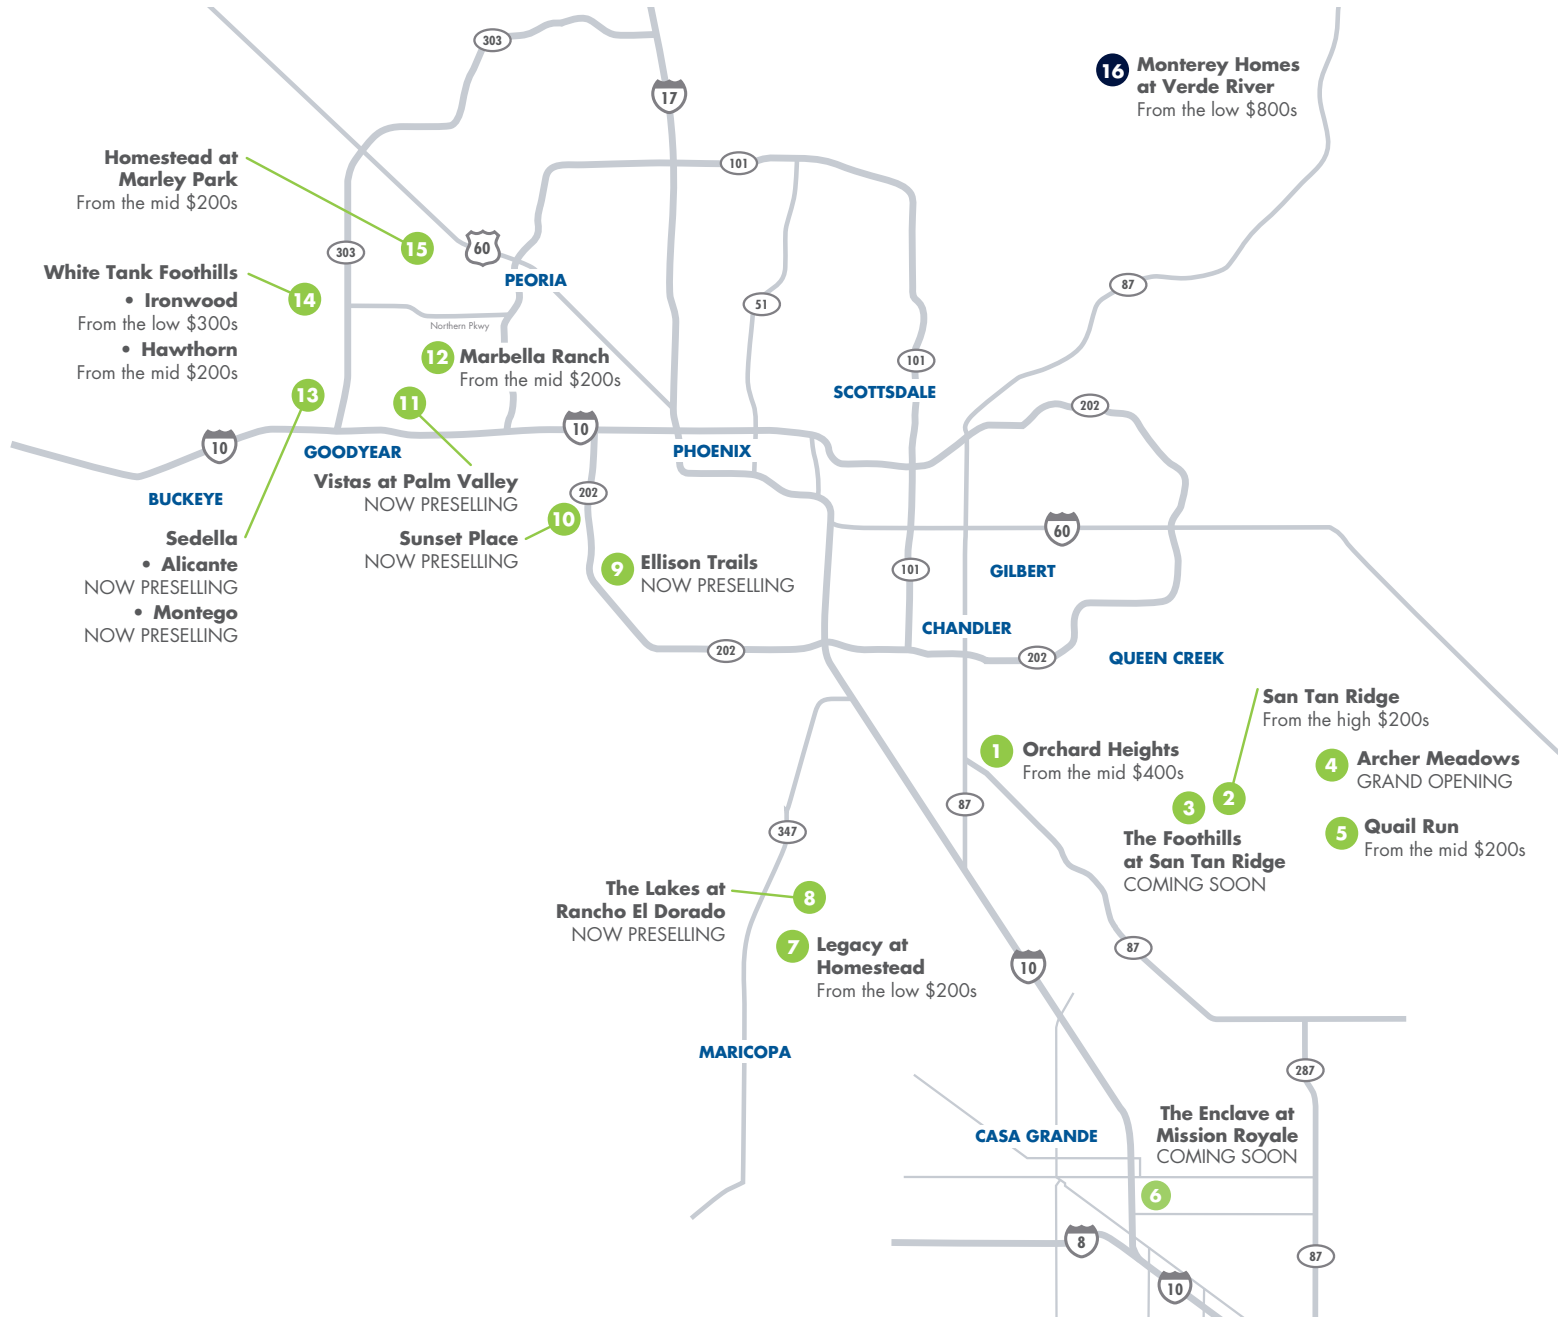 303
17
16
Monterey Homes
at Verde River
From the low $800s
Homestead at
Marley Park
From the mid $200s
101
303
15
60
PEORIA
White Tank Foothills
• Ironwood
From the low $300s
• Hawthorn
From the mid $200s
14
51
87
Northern Pkwy
12
Marbella Ranch
From the mid $200s
101
SCOTTSDALE
13
11
202
10
GOODYEAR
10
PHOENIX
BUCKEYE
Vistas at Palm Valley
NOW PRESELLING
202
10
Sunset Place
NOW PRESELLING
Sedella
• Alicante
NOW PRESELLING
• Montego
NOW PRESELLING
9
Ellison Trails
NOW PRESELLING
60
101
GILBERT
CHANDLER
202
202
QUEEN CREEK
San Tan Ridge
From the high $200s
1
Orchard Heights
From the mid $400s
4
Archer Meadows
GRAND OPENING
3
2
87
The Foothills
at San Tan Ridge
COMING SOON
5
Quail Run
From the mid $200s
347
The Lakes at
Rancho El Dorado
NOW PRESELLING
8
7
Legacy at
Homestead
From the low $200s
10
87
MARICOPA
287
CASA GRANDE
The Enclave at
Mission Royale
COMING SOON
6
8
87
10